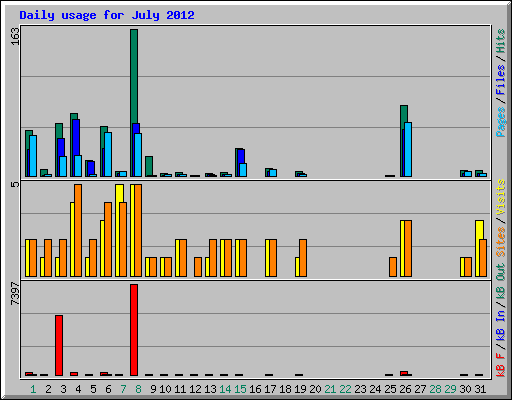 Daily usage for July 2012
163
Pages / Files / Hits
5
Sites / Visits
7397
kB F / kB In / kB Out
1 2 3 4 5 6 7 8 9 10 11 12 13 14 15 16 17 18 19 20 21 22 23 24 25 26 27 28 29 30 31